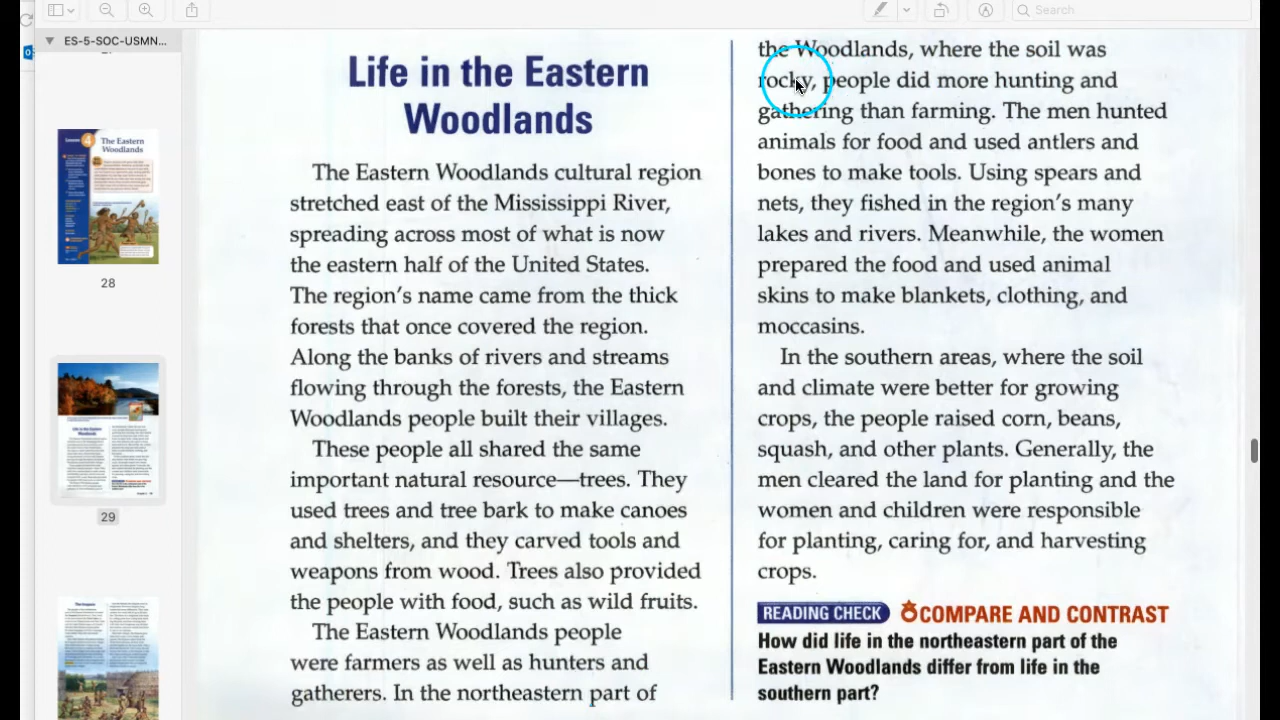 Search
ES-5-SOC-USMN...
28
29
Life in the Eastern
Woodlands
The Eastern Woodlands cultural region
stretched east of the Mississippi River,
spreading across most of what is now
the eastern half of the United States.
The region's name came from the thick
forests that once covered the region.
Along the banks of rivers and streams
flowing through the forests, the Eastern
Woodlands people built their villages.
These people all shared the same
important natural resource—trees. They
used trees and tree bark to make canoes
and shelters, and they carved tools and
weapons from wood. Trees also provided
the people with food, such as wild fruits.
The Eastern Woodlands people
were farmers as well as hunters and
gatherers. In the northeastern part of
the Woodlands, where the soil was
rocky, people did more hunting and
gathering than farming. The men hunted
animals for food and used antlers and
bones to make tools. Using spears and
nets, they fished in the region's many
lakes and rivers. Meanwhile, the women
prepared the food and used animal
skins to make blankets, clothing, and
moccasins.
In the southern areas, where the soil
and climate were better for growing
crops, the people raised corn, beans,
squash, and other plants. Generally, the
men cleared the land for planting and the
women and children were responsible
for planting, caring for, and harvesting
crops.
READING CHECK COMPARE AND CONTRAST
How did life in the northern part of the
Eastern Woodlands differ from life in the
southern part?
Lesson 4
The Eastern
Woodlands
Life in the Eastern
Woodlands